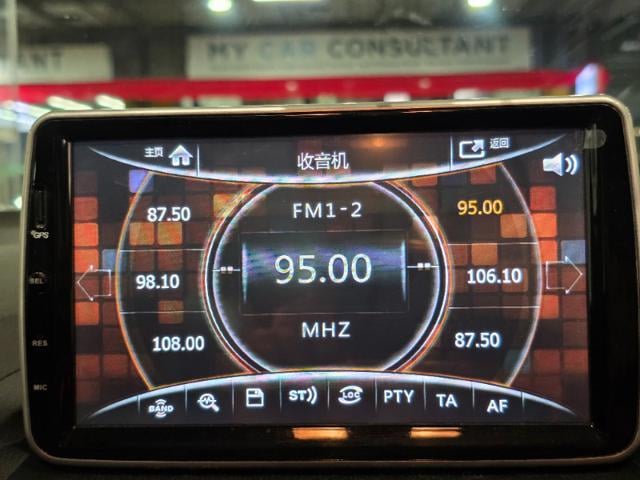 MY CAR CONSULTANT
主页
收音机
返回
87.50
FM1-2
95.00
GPS
98.10
95.00
106.10
SEL
108.00
MHZ
87.50
RES
MIC
BAND
ST
LOC
PTY
TA
AF